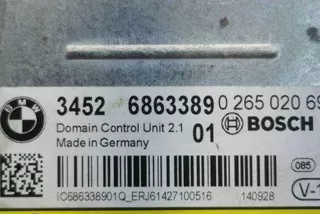 BMW
3452 6863389 0 265 020 69
Domain Control Unit 2.1 01 BOSCH
Made in Germany
085
IC686338901Q_ERJ61427100516 140928 V-1